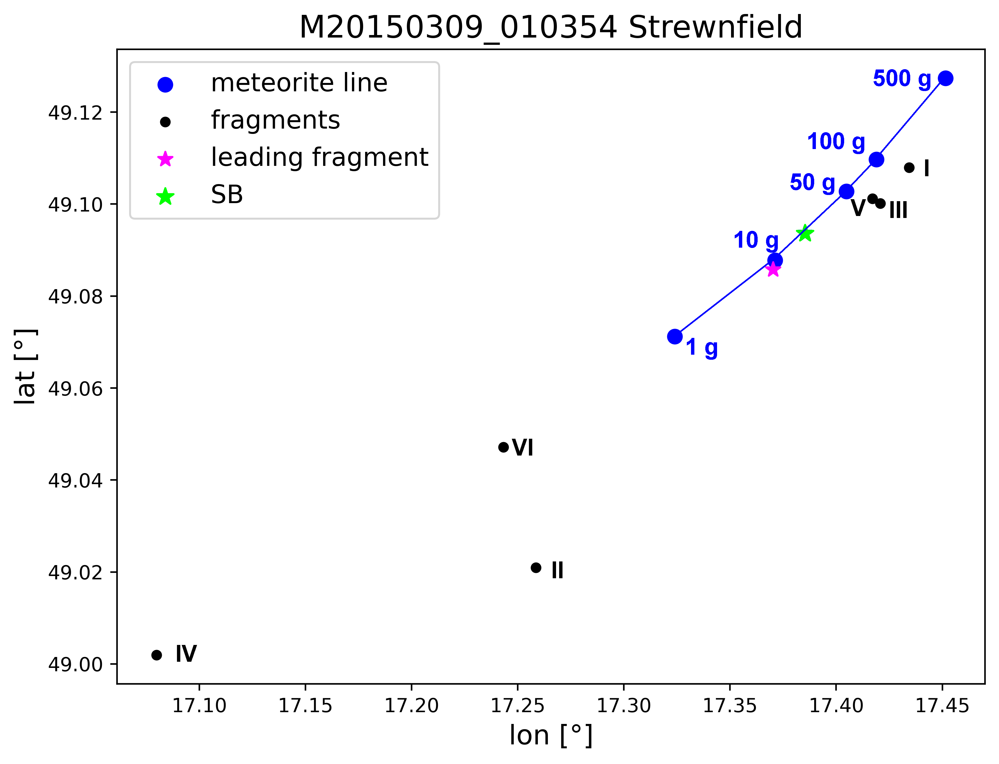 M20150309_010354 Strewnfield
meteorite line
fragments
leading fragment
SB
500 g
100 g
I
50 g
V
III
10 g
1 g
VI
II
IV
lat [°]
49.12
49.10
49.08
49.06
49.04
49.02
49.00
17.10 17.15 17.20 17.25 17.30 17.35 17.40 17.45
lon [°]